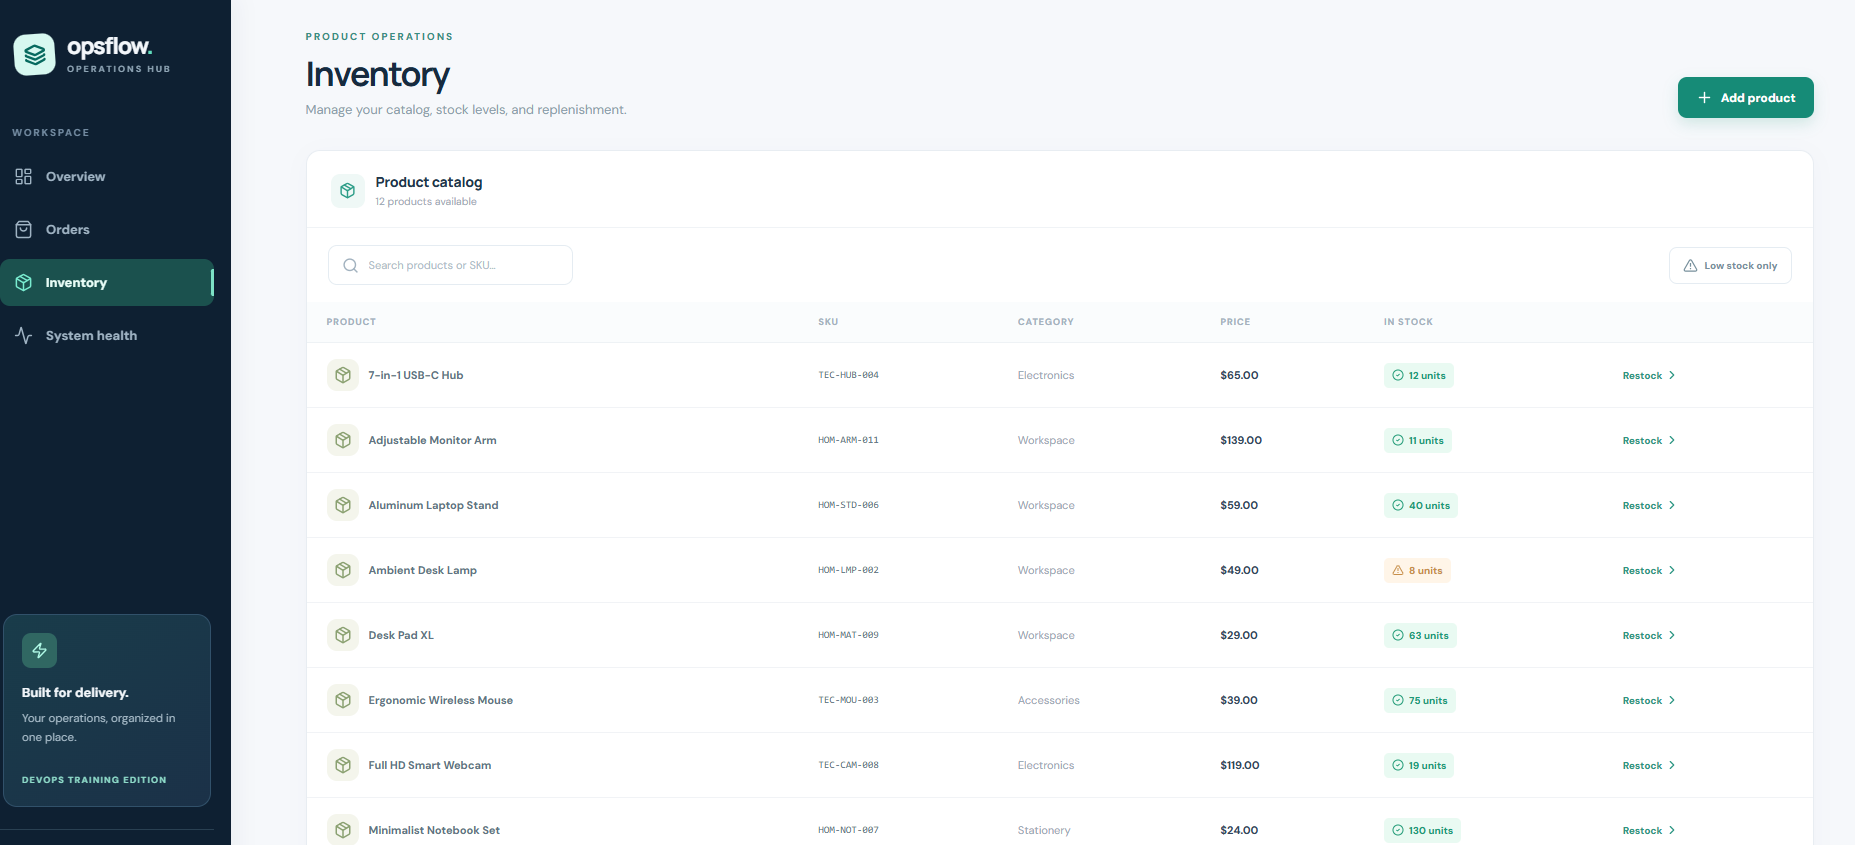 opsflow.
OPERATIONS HUB
WORKSPACE
Overview
Orders
Inventory
System health
Built for delivery.
Your operations, organized in
one place.
DEVOPS TRAINING EDITION
PRODUCT OPERATIONS
Inventory
Manage your catalog, stock levels, and replenishment.
Add product
Product catalog
12 products available
Search products or SKU...
Low stock only
PRODUCT SKU CATEGORY PRICE IN STOCK
7-in-1 USB-C Hub TEC-HUB-004 Electronics $65.00 12 units Restock
Adjustable Monitor Arm HOM-ARM-011 Workspace $139.00 11 units Restock
Aluminum Laptop Stand HOM-STD-006 Workspace $59.00 40 units Restock
Ambient Desk Lamp HOM-LMP-002 Workspace $49.00 8 units Restock
Desk Pad XL HOM-MAT-009 Workspace $29.00 63 units Restock
Ergonomic Wireless Mouse TEC-MOU-003 Accessories $39.00 75 units Restock
Full HD Smart Webcam TEC-CAM-008 Electronics $119.00 19 units Restock
Minimalist Notebook Set HOM-NOT-007 Stationery $24.00 130 units Restock